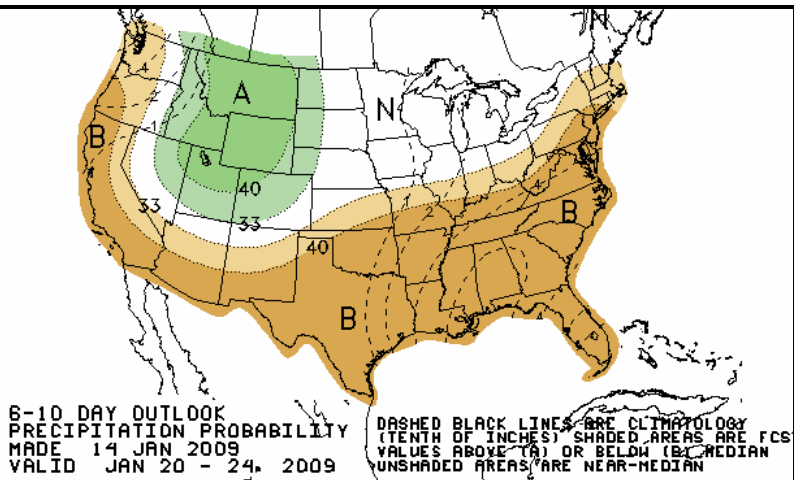 N
A
N
B
40
33
33
B
40
B
6-10 DAY OUTLOOK
PRECIPITATION PROBABILITY
MADE 14 JAN 2009
VALID JAN 20 - 24, 2009
DASHED BLACK LINES ARE CLIMATOLOGY
(TENTH OF INCHES) SHADED AREAS ARE FCST
VALUES ABOVE (A) OR BELOW (B) MEDIAN
UNSHADED AREAS ARE NEAR-MEDIAN